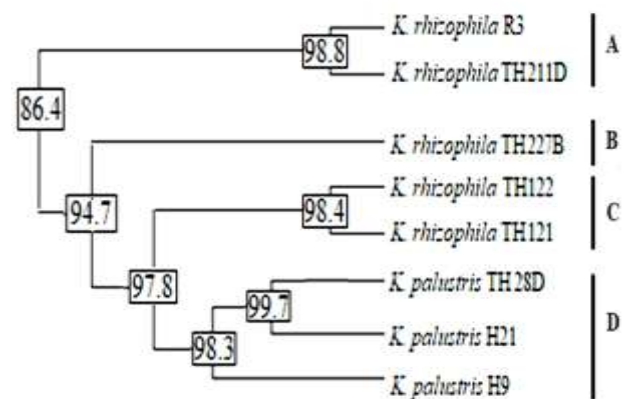 K. rhizophila R3
98.8
A
K. rhizophila TH211D
86.4
K. rhizophila TH227B
B
94.7
K. rhizophila TH122
98.4
C
K. rhizophila TH121
97.8
K. palustris TH28D
99.7
D
K. palustris H21
98.3
K. palustris H9